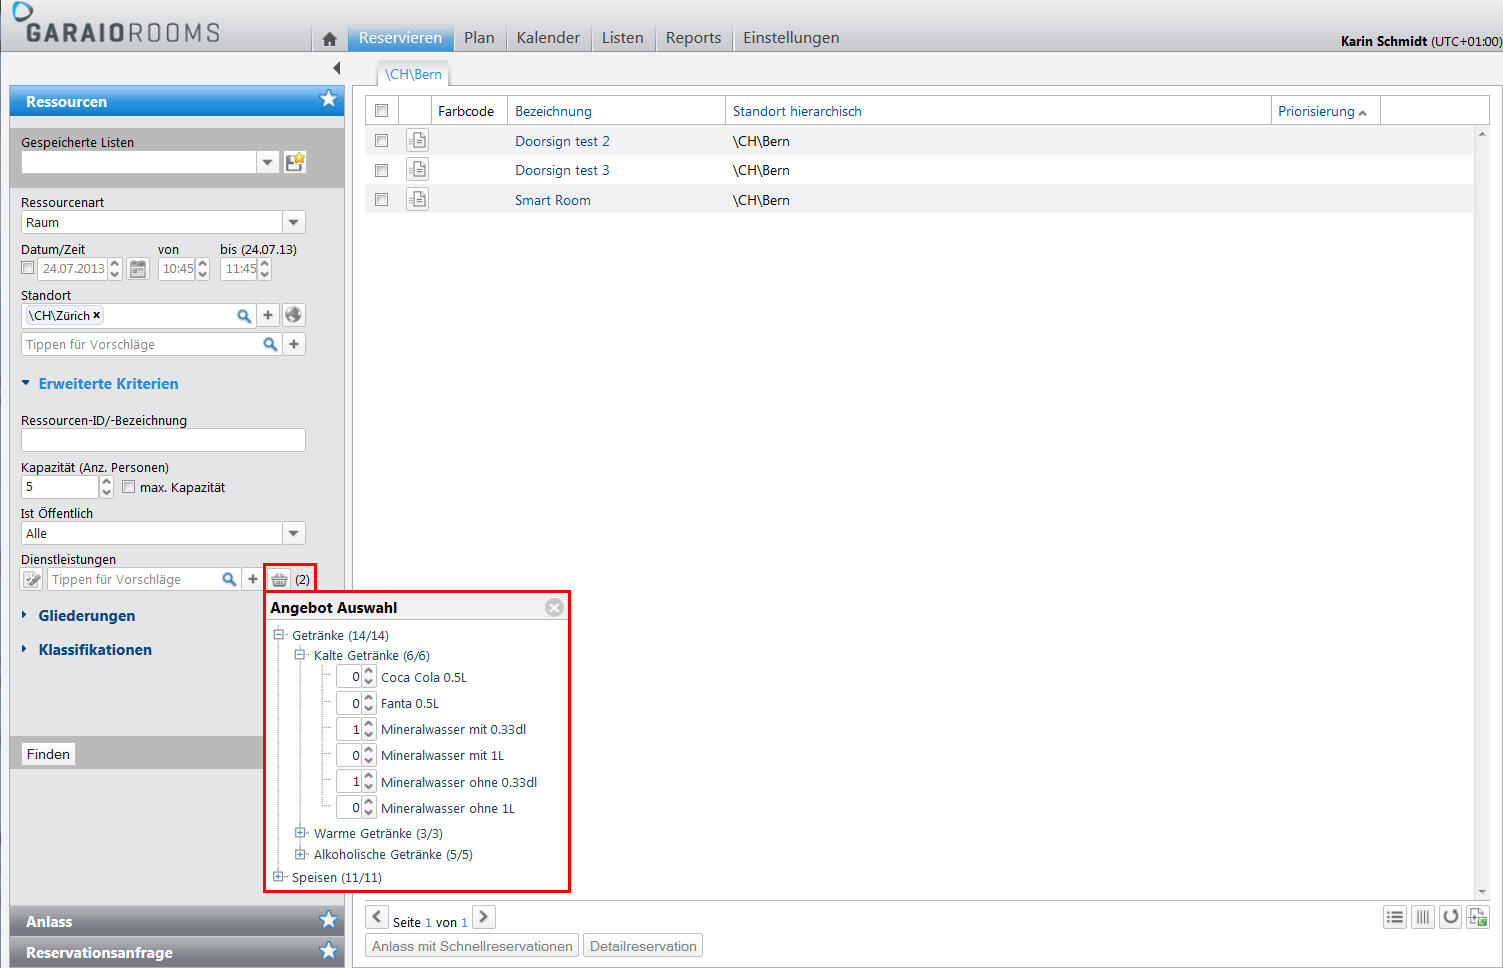 GARAIOROOMS
Reservieren Plan Kalender Listen Reports Einstellungen
Karin Schmidt (UTC+01:00)
\CH\Bern
Ressourcen
Gespeicherte Listen
Ressourcenart
Raum
Datum/Zeit von bis (24.07.13)
24.07.2013 10:45 11:45
Standort
\CH\Zürich x
Tippen für Vorschläge
Erweiterte Kriterien
Ressourcen-ID/-Bezeichnung
Kapazität (Anz. Personen)
5 max. Kapazität
Ist Öffentlich
Alle
Dienstleistungen
Tippen für Vorschläge (2)
Gliederungen
Klassifikationen
Finden
Anlass
Reservationsanfrage
Angebot Auswahl
Getränke (14/14)
Kalte Getränke (6/6)
0 Coca Cola 0.5L
0 Fanta 0.5L
1 Mineralwasser mit 0.33dl
0 Mineralwasser mit 1L
1 Mineralwasser ohne 0.33dl
0 Mineralwasser ohne 1L
Warme Getränke (3/3)
Alkoholische Getränke (5/5)
Speisen (11/11)
Farbcode Bezeichnung Standort hierarchisch Priorisierung
Doorsign test 2 \CH\Bern
Doorsign test 3 \CH\Bern
Smart Room \CH\Bern
Seite 1 von 1
Anlass mit Schnellreservationen Detailreservation